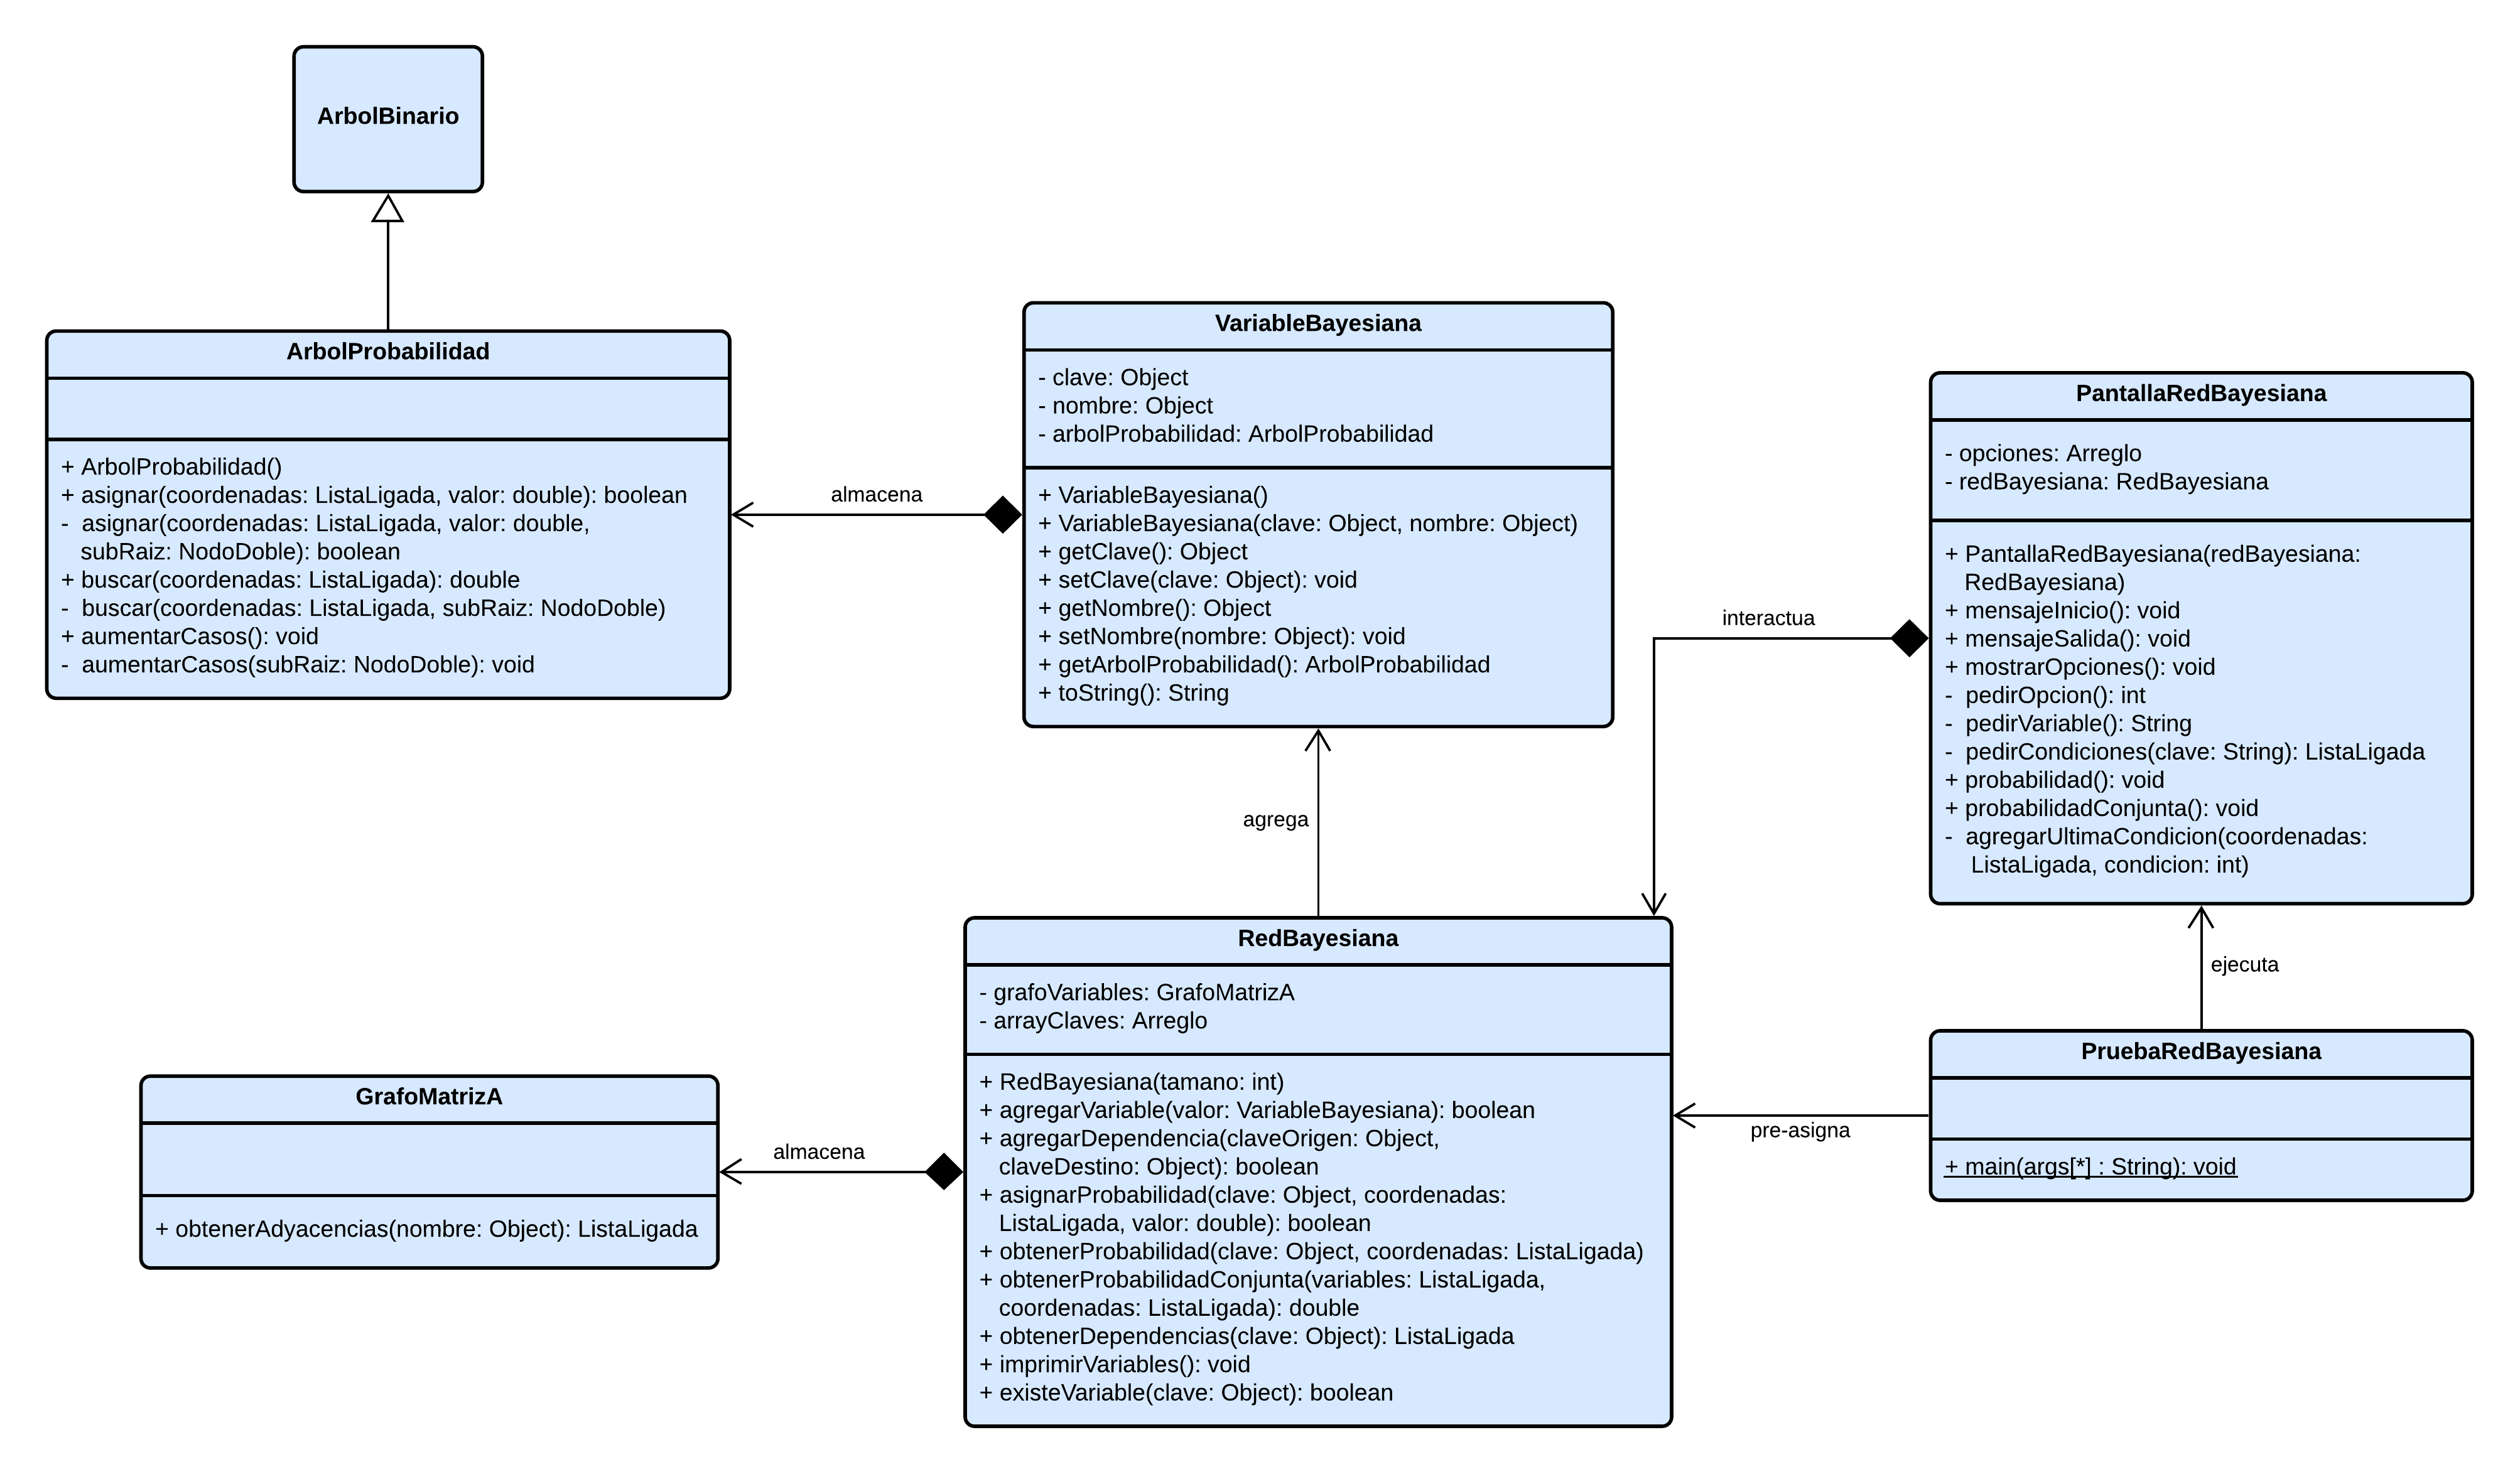 ArbolBinario
ArbolProbabilidad
+ ArbolProbabilidad()
+ asignar(coordenadas: ListaLigada, valor: double): boolean
- asignar(coordenadas: ListaLigada, valor: double,
subRaiz: NodoDoble): boolean
+ buscar(coordenadas: ListaLigada): double
- buscar(coordenadas: ListaLigada, subRaiz: NodoDoble)
+ aumentarCasos(): void
- aumentarCasos(subRaiz: NodoDoble): void
almacena
VariableBayesiana
- clave: Object
- nombre: Object
- arbolProbabilidad: ArbolProbabilidad
+ VariableBayesiana()
+ VariableBayesiana(clave: Object, nombre: Object)
+ getClave(): Object
+ setClave(clave: Object): void
+ getNombre(): Object
+ setNombre(nombre: Object): void
+ getArbolProbabilidad(): ArbolProbabilidad
+ toString(): String
interactua
PantallaRedBayesiana
- opciones: Arreglo
- redBayesiana: RedBayesiana
+ PantallaRedBayesiana(redBayesiana:
RedBayesiana)
+ mensajeInicio(): void
+ mensajeSalida(): void
+ mostrarOpciones(): void
- pedirOpcion(): int
- pedirVariable(): String
- pedirCondiciones(clave: String): ListaLigada
+ probabilidad(): void
+ probabilidadConjunta(): void
- agregarUltimaCondicion(coordenadas:
ListaLigada, condicion: int)
agrega
ejecuta
GrafoMatrizA
+ obtenerAdyacencias(nombre: Object): ListaLigada
almacena
RedBayesiana
- grafoVariables: GrafoMatrizA
- arrayClaves: Arreglo
+ RedBayesiana(tamano: int)
+ agregarVariable(valor: VariableBayesiana): boolean
+ agregarDependencia(claveOrigen: Object,
claveDestino: Object): boolean
+ asignarProbabilidad(clave: Object, coordenadas:
ListaLigada, valor: double): boolean
+ obtenerProbabilidad(clave: Object, coordenadas: ListaLigada)
+ obtenerProbabilidadConjunta(variables: ListaLigada,
coordenadas: ListaLigada): double
+ obtenerDependencias(clave: Object): ListaLigada
+ imprimirVariables(): void
+ existeVariable(clave: Object): boolean
pre-asigna
PruebaRedBayesiana
+ main(args[*] : String): void